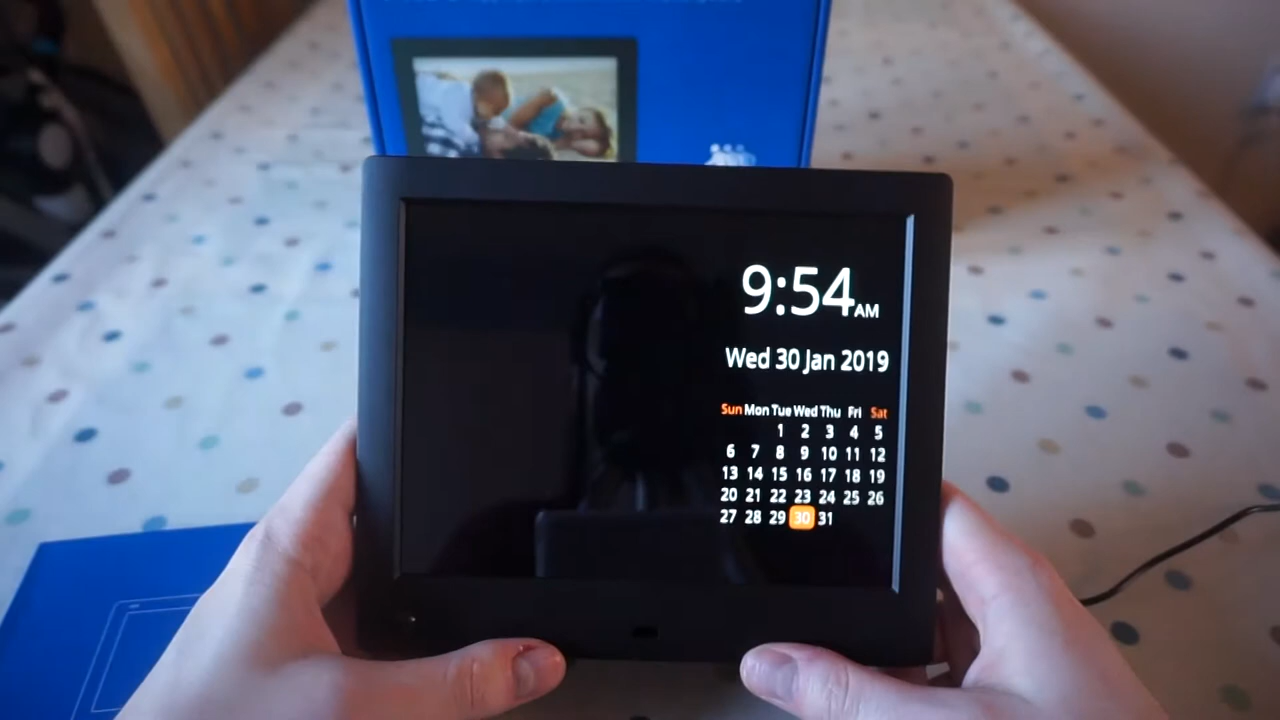 9:54 AM
Wed 30 Jan 2019
Sun Mon Tue Wed Thu Fri Sat
1 2 3 4 5
6 7 8 9 10 11 12
13 14 15 16 17 18 19
20 21 22 23 24 25 26
27 28 29 30 31